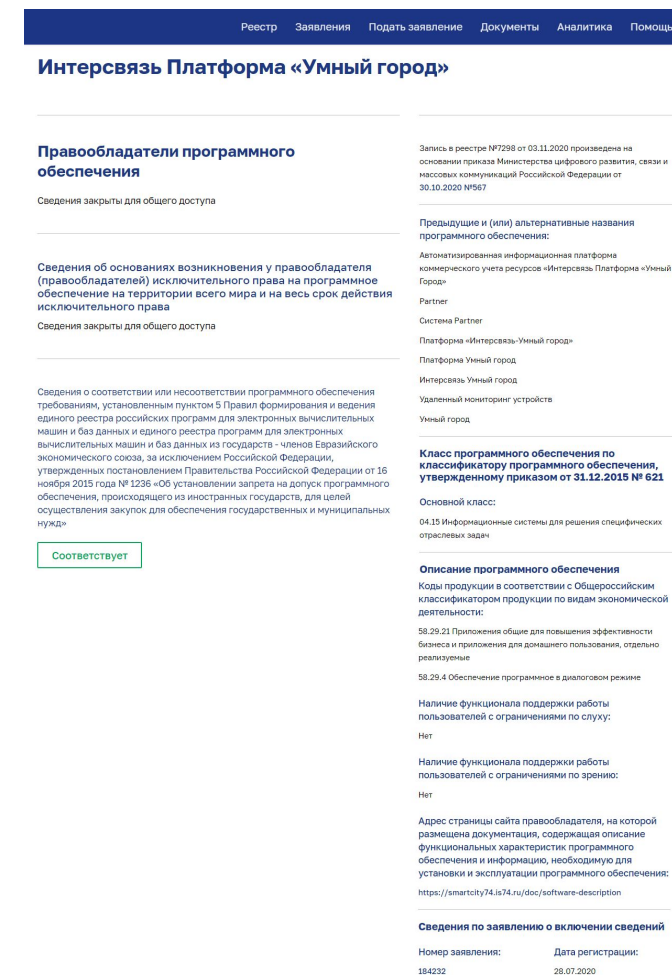 Реестр Заявления Подать заявление Документы Аналитика Помощь
Интерсвязь Платформа «Умный город»
Правообладатели программного
обеспечения
Сведения закрыты для общего доступа
Сведения об основаниях возникновения у правообладателя
(правообладателей) исключительного права на программное
обеспечение на территории всего мира и на весь срок действия
исключительного права
Сведения закрыты для общего доступа
Сведения о соответствии или несоответствии программного обеспечения
требованиям, установленным пунктом 5 Правил формирования и ведения
единого реестра российских программ для электронных вычислительных
машин и баз данных и единого реестра программ для электронных
вычислительных машин и баз данных из государств - членов Евразийского
экономического союза, за исключением Российской Федерации,
утвержденных постановлением Правительства Российской Федерации от 16
ноября 2015 года № 1236 «Об установлении запрета на допуск программного
обеспечения, происходящего из иностранных государств, для целей
осуществления закупок для обеспечения государственных и муниципальных
нужд»
Соответствует
Запись в реестре №7298 от 03.11.2020 произведена на
основании приказа Министерства цифрового развития, связи и
массовых коммуникаций Российской Федерации от
30.10.2020 №567
Предыдущие и (или) альтернативные названия
программного обеспечения:
Автоматизированная информационная платформа
коммерческого учета ресурсов «Интерсвязь Платформа «Умный
Город»
Partner
Система Partner
Платформа «Интерсвязь-Умный город»
Платформа Умный город
Интерсвязь Умный город
Удаленный мониторинг устройств
Умный город
Класс программного обеспечения по
классификатору программного обеспечения,
утвержденному приказом от 31.12.2015 № 621
Основной класс:
04.15 Информационные системы для решения специфических
отраслевых задач
Описание программного обеспечения
Коды продукции в соответствии с Общероссийским
классификатором продукции по видам экономической
деятельности:
58.29.21 Приложения общие для повышения эффективности
бизнеса и приложения для домашнего пользования, отдельно
реализуемые
58.29.4 Обеспечение программное в диалоговом режиме
Наличие функционала поддержки работы
пользователей с ограничениями по слуху:
Нет
Наличие функционала поддержки работы
пользователей с ограничениями по зрению:
Нет
Адрес страницы сайта правообладателя, на которой
размещена документация, содержащая описание
функциональных характеристик программного
обеспечения и информацию, необходимую для
установки и эксплуатации программного обеспечения:
https://smartcity74.is74.ru/doc/software-description
Сведения по заявлению о включении сведений
Номер заявления: Дата регистрации:
184232 28.07.2020